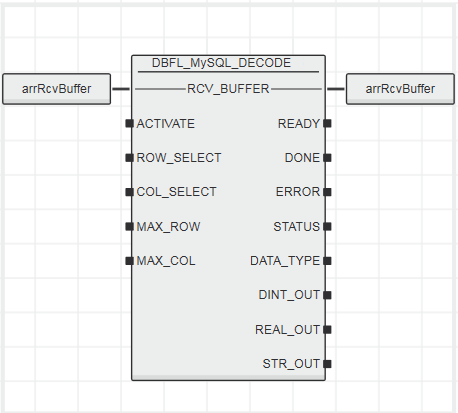 DBFL_MySQL_DECODE
arrRcvBuffer RCV_BUFFER arrRcvBuffer
ACTIVATE READY
ROW_SELECT DONE
COL_SELECT ERROR
MAX_ROW STATUS
MAX_COL DATA_TYPE
DINT_OUT
REAL_OUT
STR_OUT